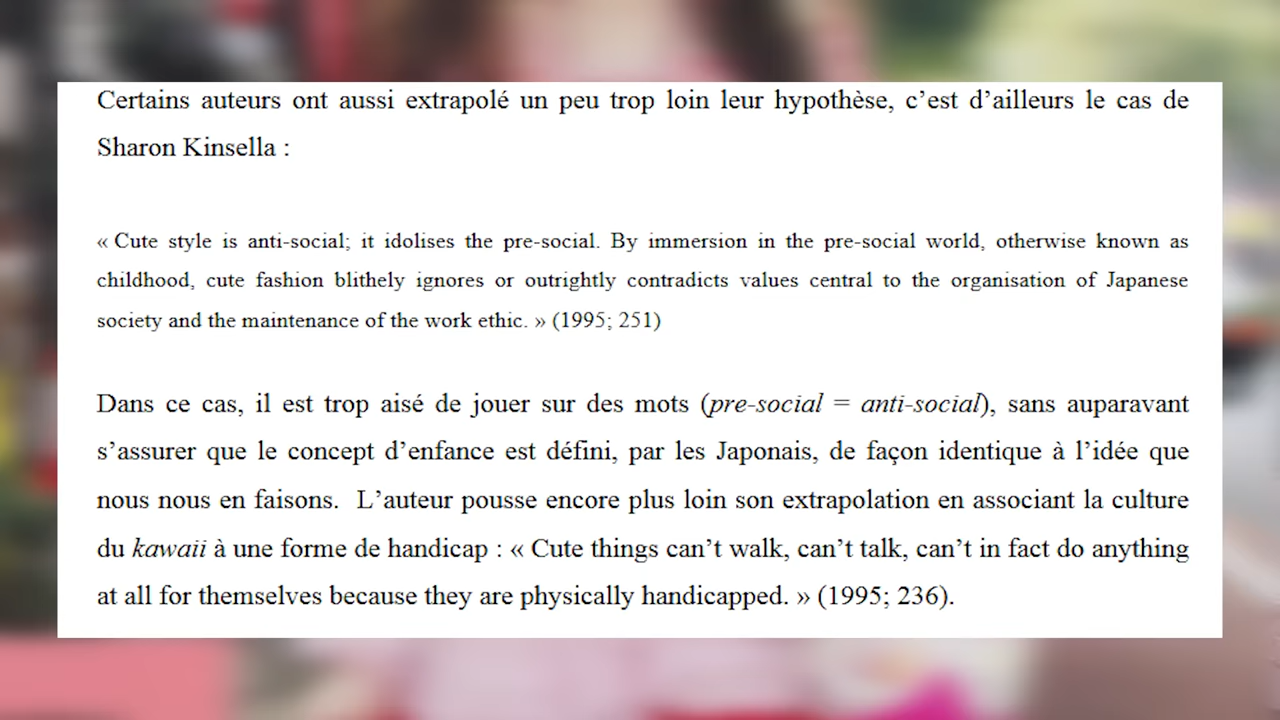 Certains auteurs ont aussi extrapolé un peu trop loin leur hypothèse, c’est d’ailleurs le cas de
Sharon Kinsella :
« Cute style is anti-social; it idolises the pre-social. By immersion in the pre-social world, otherwise known as
childhood, cute fashion blithely ignores or outrightly contradicts values central to the organisation of Japanese
society and the maintenance of the work ethic. » (1995; 251)
Dans ce cas, il est trop aisé de jouer sur des mots (pre-social = anti-social), sans auparavant
s’assurer que le concept d’enfance est défini, par les Japonais, de façon identique à l’idée que
nous nous en faisons.  L’auteur pousse encore plus loin son extrapolation en associant la culture
du kawaii à une forme de handicap : « Cute things can’t walk, can’t talk, can’t in fact do anything
at all for themselves because they are physically handicapped. » (1995; 236).